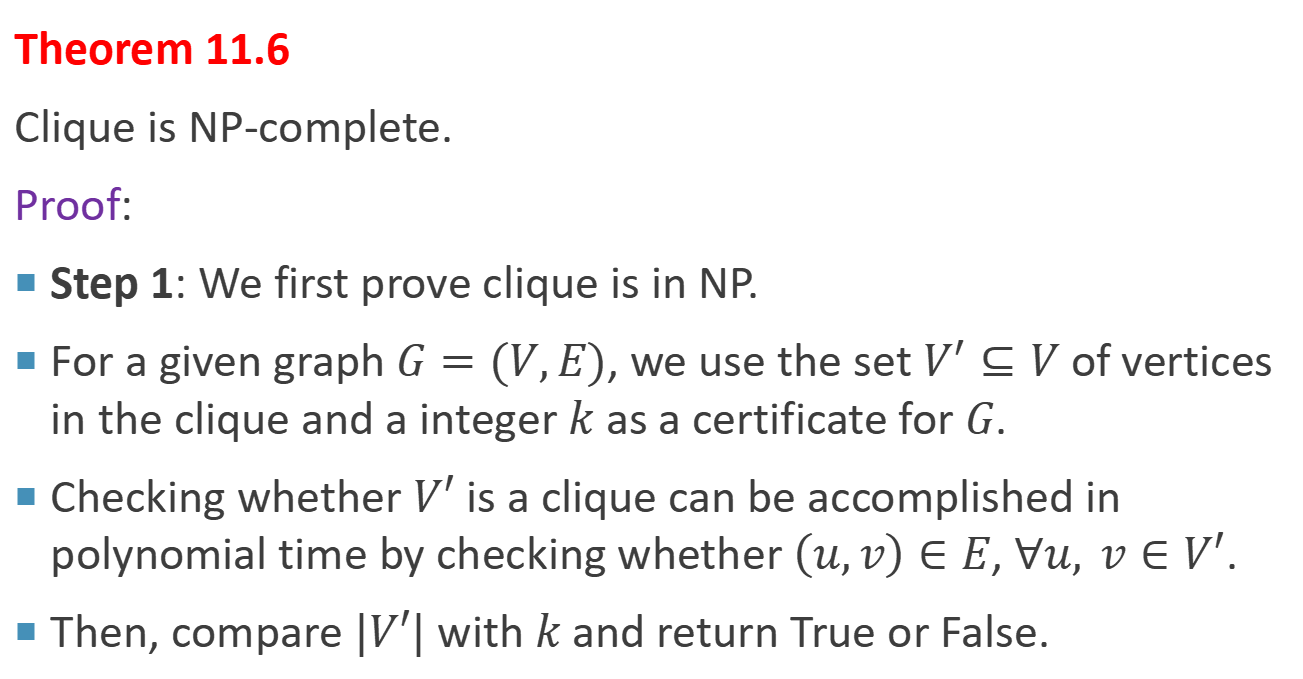 Theorem 11.6
Clique is NP-complete.
Proof:
▪ Step 1: We first prove clique is in NP.
▪ For a given graph G = (V, E), we use the set V′ ⊆ V of vertices
in the clique and a integer k as a certificate for G.
▪ Checking whether V′ is a clique can be accomplished in
polynomial time by checking whether (u, v) ∈ E, ∀u, v ∈ V′.
▪ Then, compare |V′| with k and return True or False.